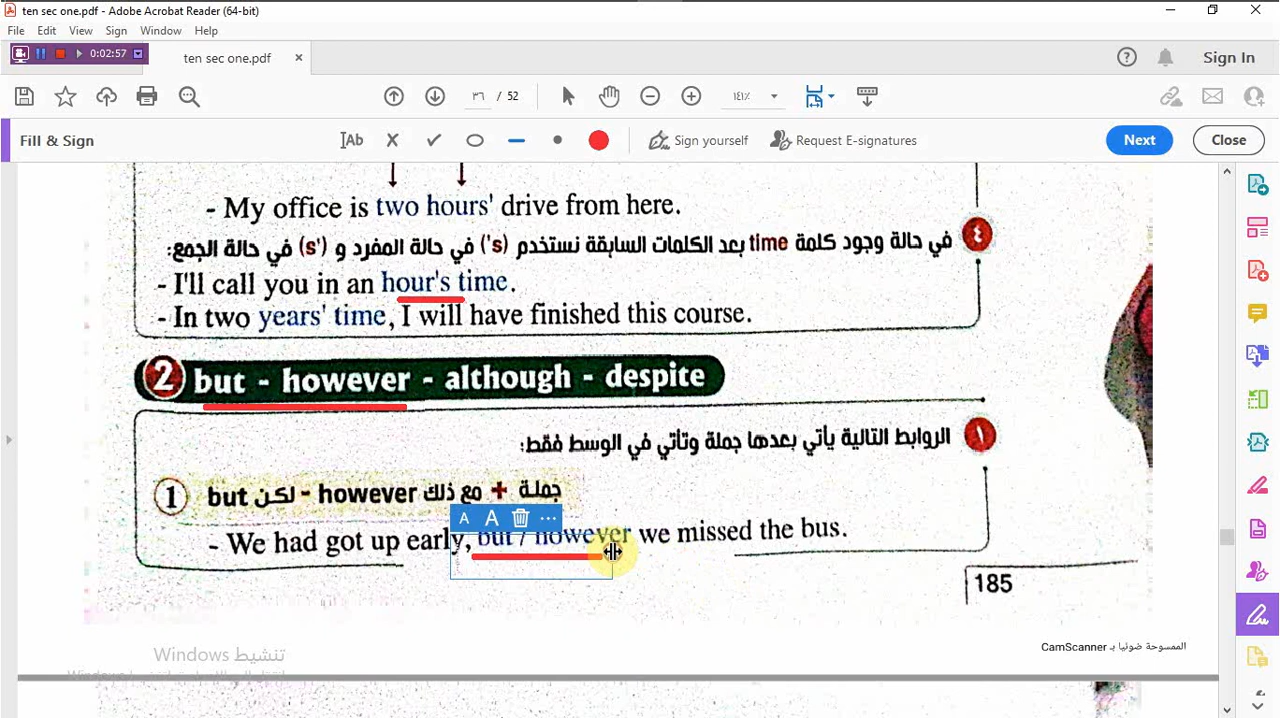 ten sec one.pdf - Adobe Acrobat Reader (64-bit)
File Edit View Sign Window Help
0:02:57
ten sec one.pdf
Sign In
٣٦ / 52
١٤١٪
Fill & Sign
Ab
Sign yourself
Request E-signatures
Next
Close
- My office is two hours' drive from here.
٤ في حالة وجود كلمة time بعد الكلمات السابقة نستخدم ('s) في حالة المفرد و (s') في حالة الجمع:
- I'll call you in an hour's time.
- In two years' time, I will have finished this course.
2 but - however - although - despite
١ الروابط التالية يأتي بعدها جملة وتأتي في الوسط فقط:
1 but لكن - however مع ذلك + جملة
A A
- We had got up early, but / however we missed the bus.
185
الممسوحة ضوئيا بـ CamScanner
تنشيط Windows